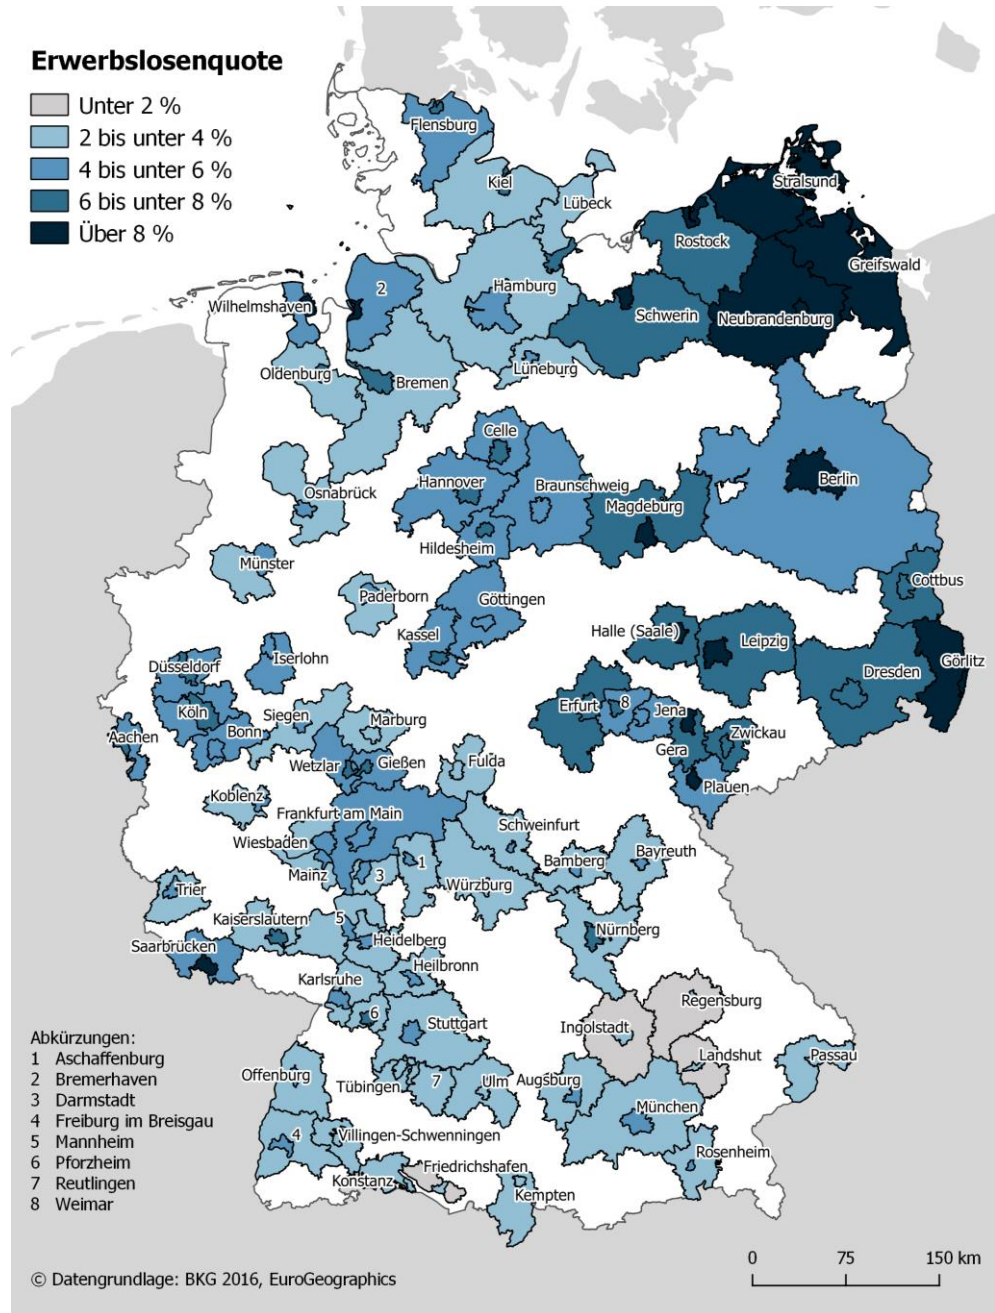 Erwerbslosenquote
Unter 2 %
2 bis unter 4 %
4 bis unter 6 %
6 bis unter 8 %
Über 8 %
Flensburg
Kiel
Lübeck
Stralsund
Rostock
Greifswald
2
Hamburg
Wilhelmshaven
Schwerin
Neubrandenburg
Oldenburg
Bremen
Lüneburg
Celle
Hannover
Braunschweig
Berlin
Osnabrück
Magdeburg
Hildesheim
Münster
Cottbus
Paderborn
Göttingen
Kassel
Halle (Saale)
Leipzig
Düsseldorf
Iserlohn
Dresden
Görlitz
Köln
Siegen
Marburg
Erfurt
8
Jena
Aachen
Bonn
Gera
Zwickau
Wetzlar
Gießen
Fulda
Plauen
Koblenz
Frankfurt am Main
Schweinfurt
Wiesbaden
Bamberg
Bayreuth
Mainz
3
1
Würzburg
Trier
Kaiserslautern
5
Nürnberg
Saarbrücken
Heidelberg
Heilbronn
Karlsruhe
6
Stuttgart
Regensburg
Ingolstadt
Landshut
Passau
Offenburg
Tübingen
7
Ulm
Augsburg
München
4
Villingen-Schwenningen
Rosenheim
Konstanz
Friedrichshafen
Kempten
Abkürzungen:
1 Aschaffenburg
2 Bremerhaven
3 Darmstadt
4 Freiburg im Breisgau
5 Mannheim
6 Pforzheim
7 Reutlingen
8 Weimar
0 75 150 km
© Datengrundlage: BKG 2016, EuroGeographics